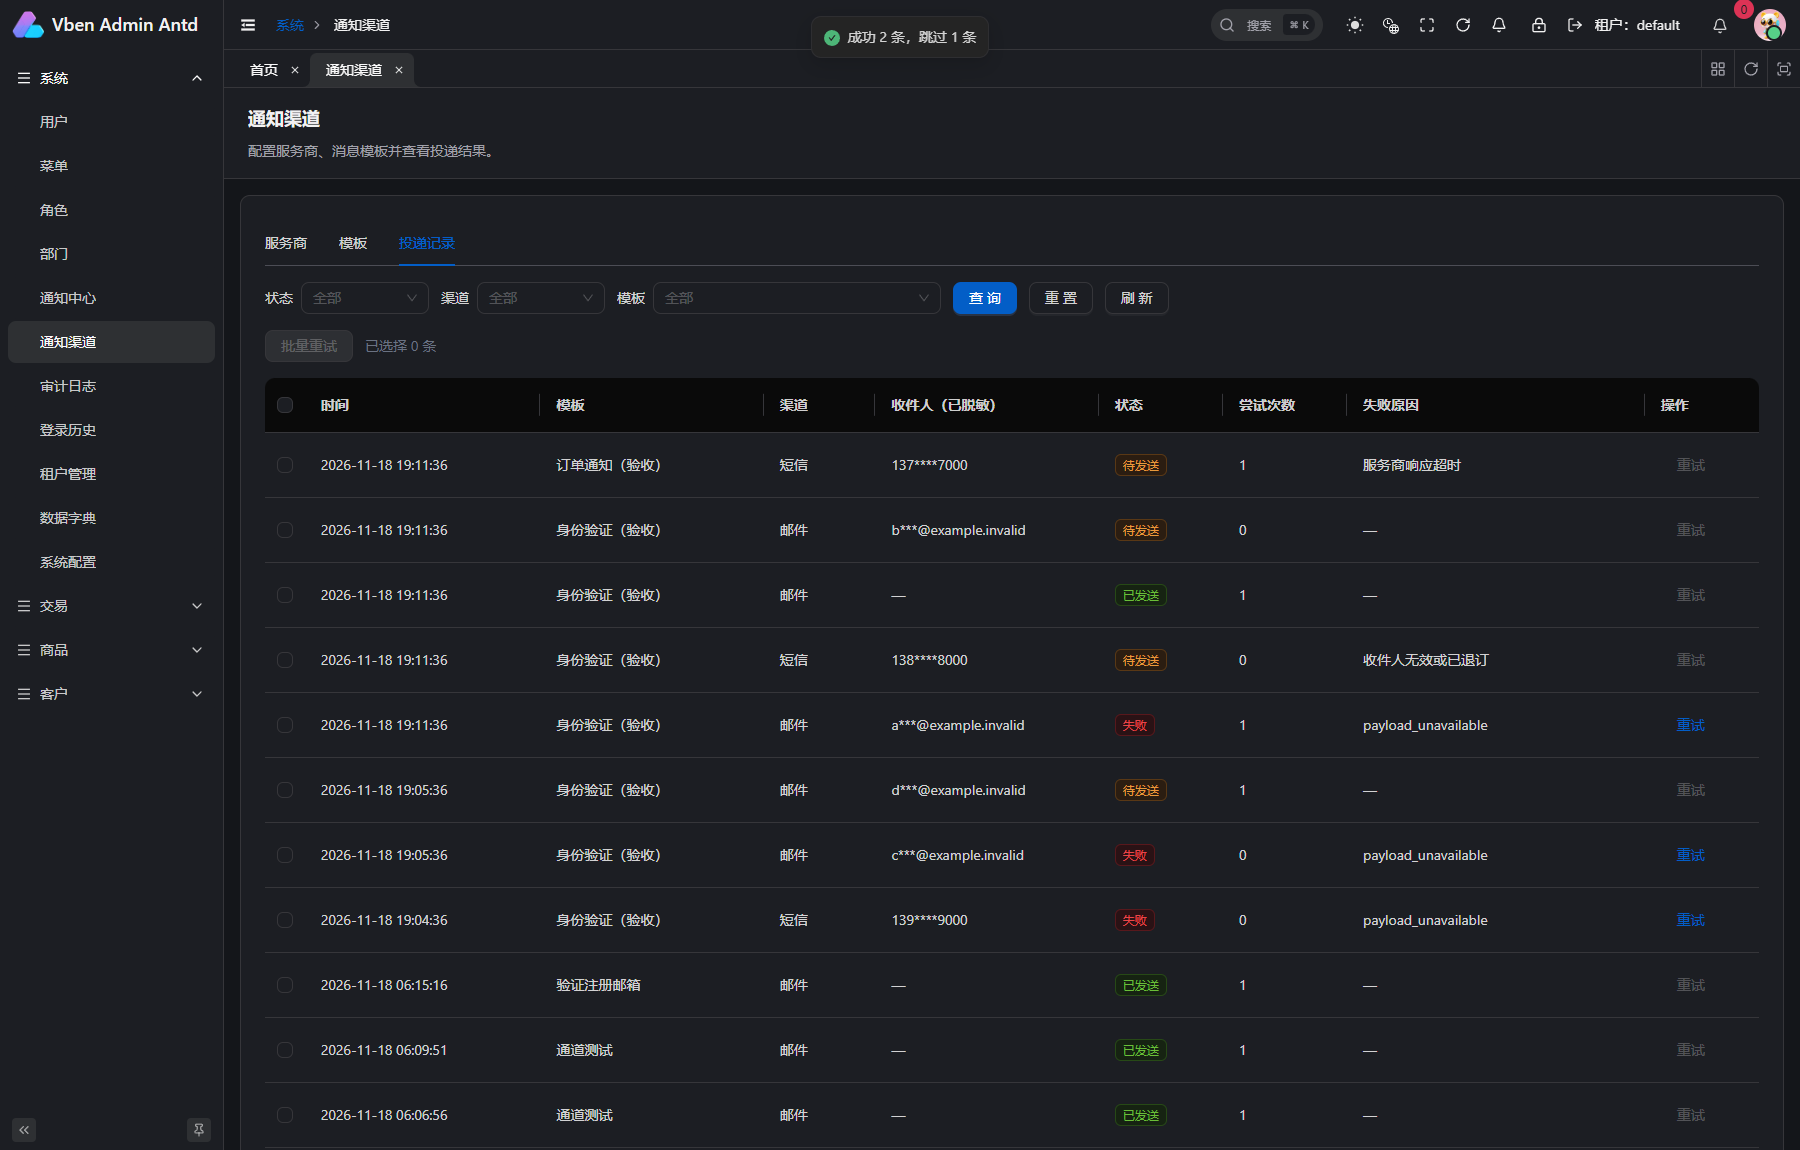 Vben Admin Antd
系统 > 通知渠道
成功 2 条，跳过 1 条
搜索 ⌘ K
租户：default
0
首页 ×
通知渠道 ×
系统
用户
菜单
角色
部门
通知中心
通知渠道
审计日志
登录历史
租户管理
数据字典
系统配置
交易
商品
客户
通知渠道
配置服务商、消息模板并查看投递结果。
服务商 模板 投递记录
状态 全部 渠道 全部 模板 全部 查 询 重 置 刷 新
批量重试 已选择 0 条
时间 模板 渠道 收件人（已脱敏） 状态 尝试次数 失败原因 操作
2026-11-18 19:11:36 订单通知（验收） 短信 137****7000 待发送 1 服务商响应超时 重试
2026-11-18 19:11:36 身份验证（验收） 邮件 b***@example.invalid 待发送 0 — 重试
2026-11-18 19:11:36 身份验证（验收） 邮件 — 已发送 1 — 重试
2026-11-18 19:11:36 身份验证（验收） 短信 138****8000 待发送 0 收件人无效或已退订 重试
2026-11-18 19:11:36 身份验证（验收） 邮件 a***@example.invalid 失败 1 payload_unavailable 重试
2026-11-18 19:05:36 身份验证（验收） 邮件 d***@example.invalid 待发送 1 — 重试
2026-11-18 19:05:36 身份验证（验收） 邮件 c***@example.invalid 失败 0 payload_unavailable 重试
2026-11-18 19:04:36 身份验证（验收） 短信 139****9000 失败 0 payload_unavailable 重试
2026-11-18 06:15:16 验证注册邮箱 邮件 — 已发送 1 — 重试
2026-11-18 06:09:51 通道测试 邮件 — 已发送 1 — 重试
2026-11-18 06:06:56 通道测试 邮件 — 已发送 1 — 重试